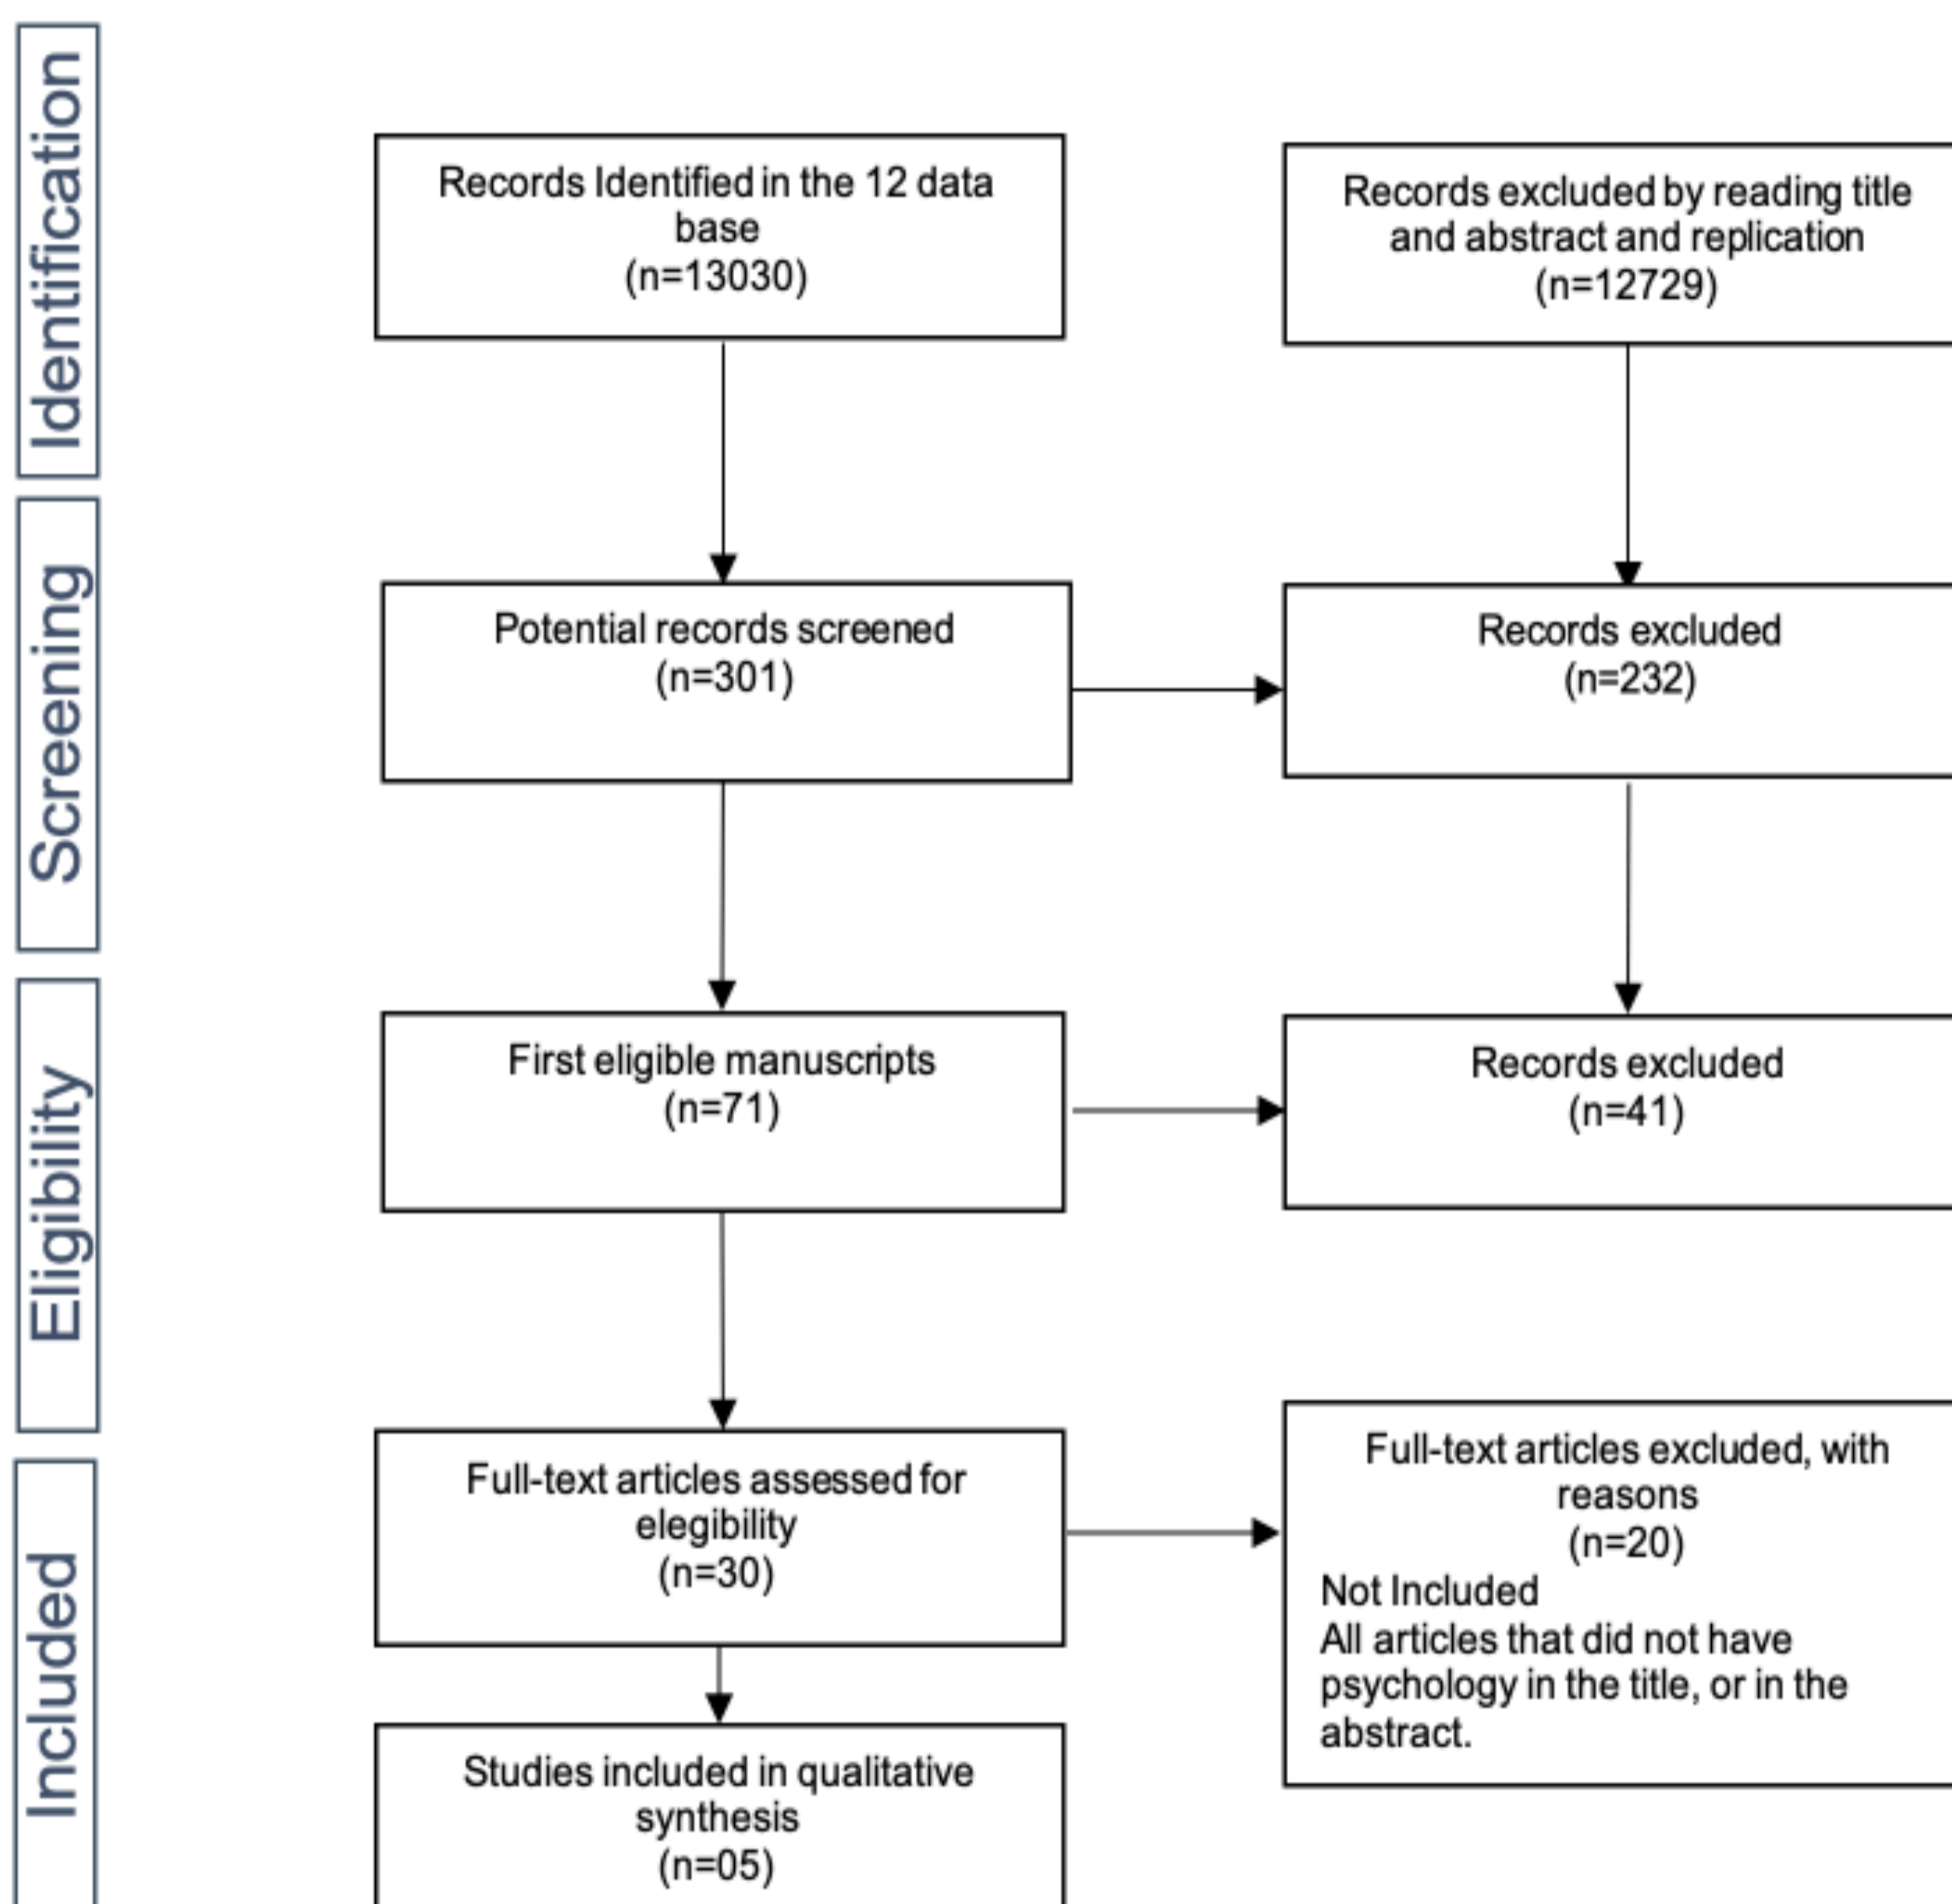 Identification
Records Identified in the 12 data
base
(n=13030)
Records excluded by reading title
and abstract and replication
(n=12729)
Screening
Potential records screened
(n=301)
Records excluded
(n=232)
Eligibility
First eligible manuscripts
(n=71)
Records excluded
(n=41)
Included
Full-text articles assessed for
elegibility
(n=30)
Full-text articles excluded, with
reasons
(n=20)
Not Included
All articles that did not have
psychology in the title, or in the
abstract.
Studies included in qualitative
synthesis
(n=05)